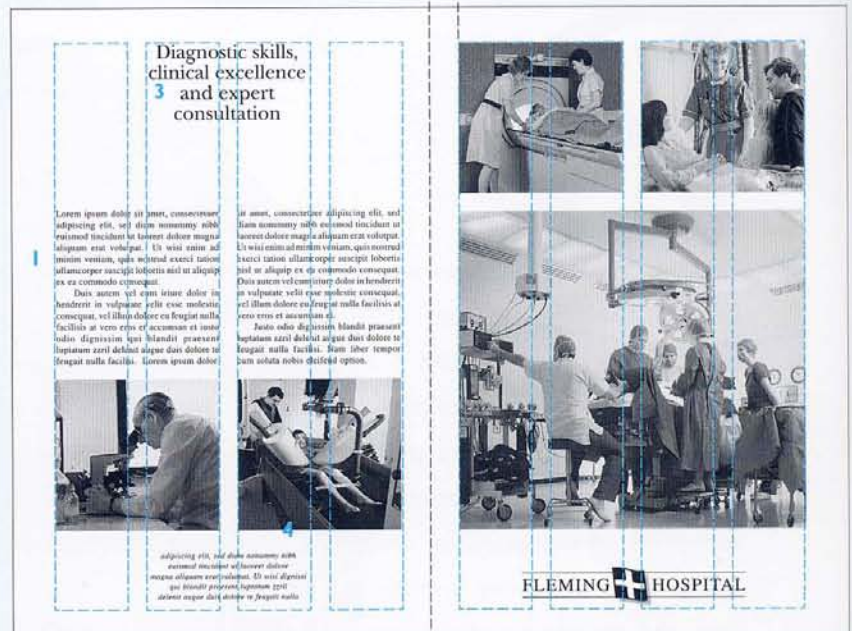 Diagnostic skills,
clinical excellence
3 and expert
consultation
1
Lorem ipsum dolor sit amet, consectetuer
adipiscing elit, sed diam nonummy nibh
euismod tincidunt ut laoreet dolore magna
aliquam erat volutpat. Ut wisi enim ad
minim veniam, quis nostrud exerci tation
ullamcorper suscipit lobortis nisl ut aliquip
ex ea commodo consequat.
Duis autem vel eum iriure dolor in
hendrerit in vulputate velit esse molestie
consequat, vel illum dolore eu feugiat nulla
facilisis at vero eros et accumsan et iusto
odio dignissim qui blandit praesent
luptatum zzril delenit augue duis dolore te
feugait nulla facilisi. Lorem ipsum dolor
sit amet, consectetuer adipiscing elit, sed
diam nonummy nibh euismod tincidunt ut
laoreet dolore magna aliquam erat volutpat.
Ut wisi enim ad minim veniam, quis nostrud
exerci tation ullamcorper suscipit lobortis
nisl ut aliquip ex ea commodo consequat.
Duis autem vel eum iriure dolor in hendrerit
in vulputate velit esse molestie consequat,
vel illum dolore eu feugiat nulla facilisis at
vero eros et accumsan et.
Justo odio dignissim blandit praesent
luptatum zzril delenit augue duis dolore te
feugait nulla facilisi. Nam liber tempor
cum soluta nobis eleifend option.
4
adipiscing elit, sed diam nonummy nibh
euismod tincidunt ut laoreet dolore
magna aliquam erat volutpat. Ut wisi dignissi
qui blandit praesent luptatum zzril
delenit augue duis dolore te feugait nulla
FLEMING HOSPITAL